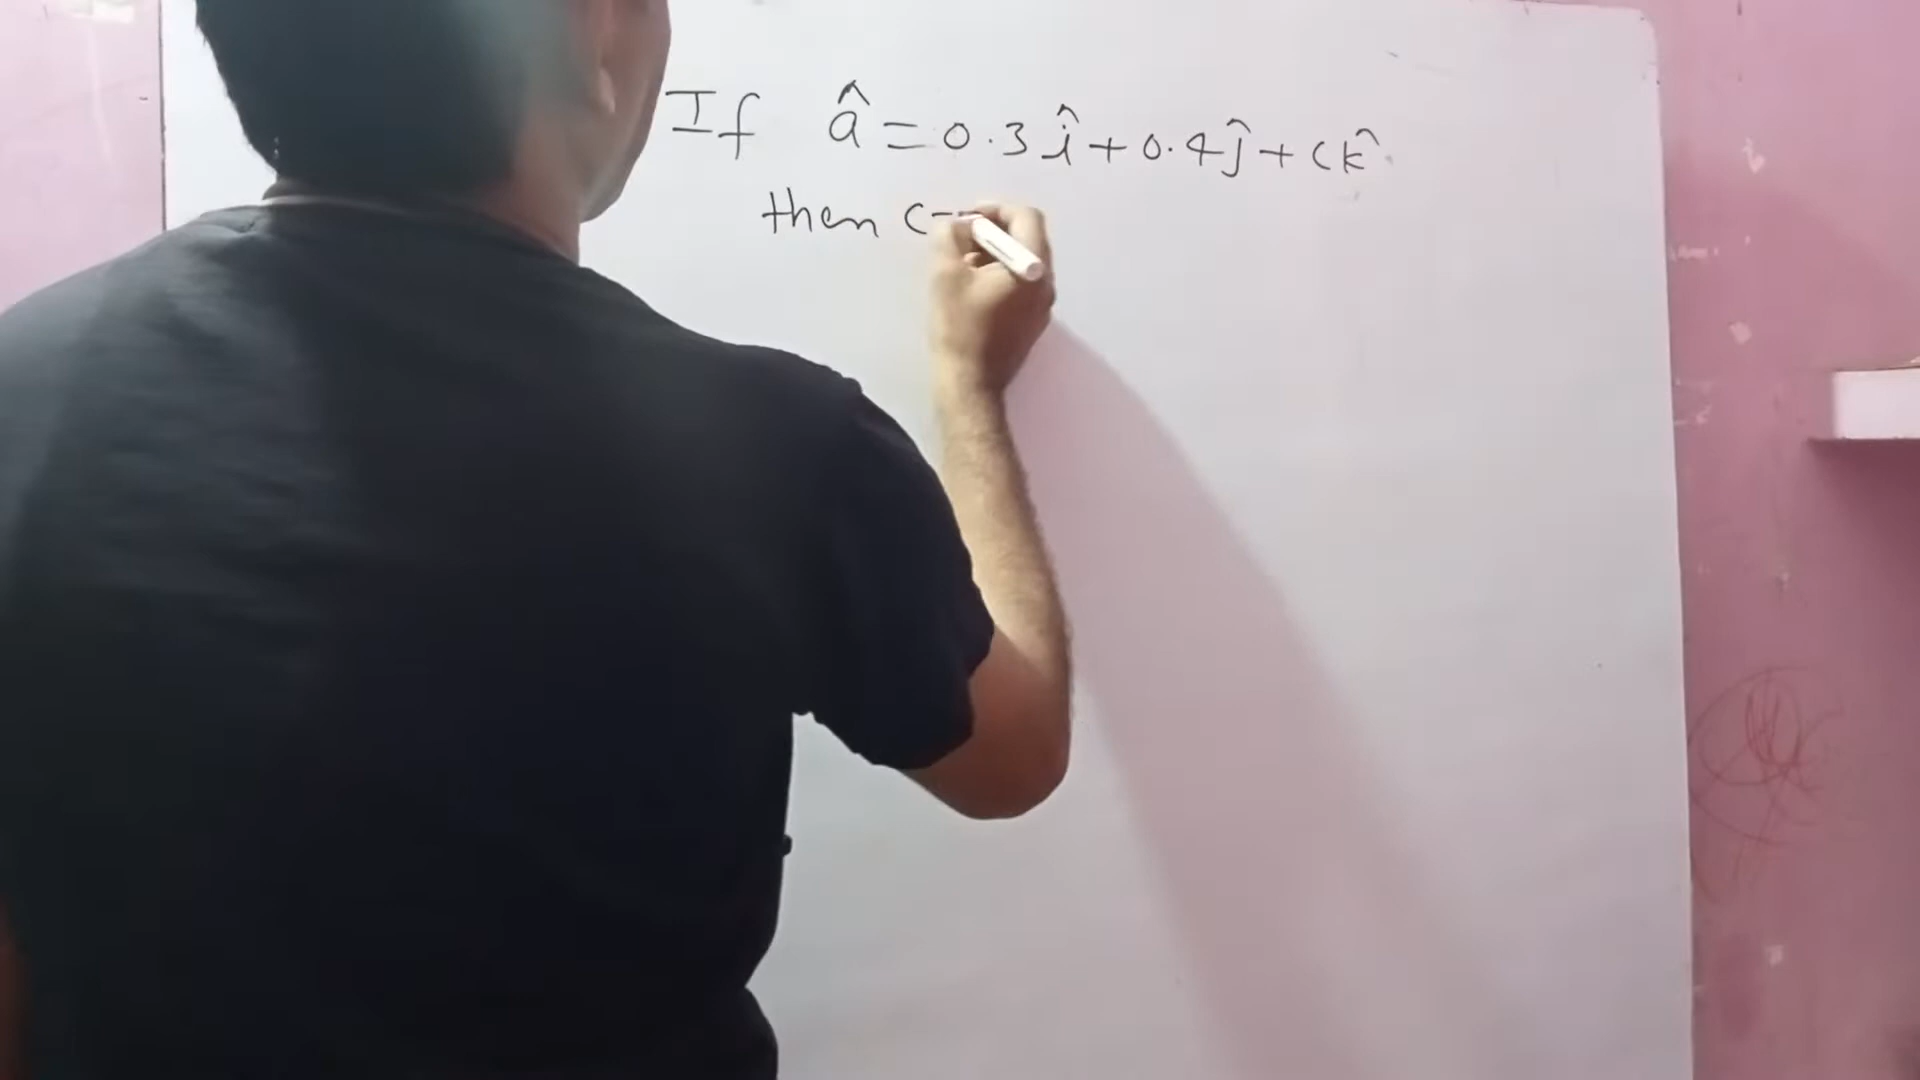 If â = 0.3î + 0.4ĵ + ck̂
then c =